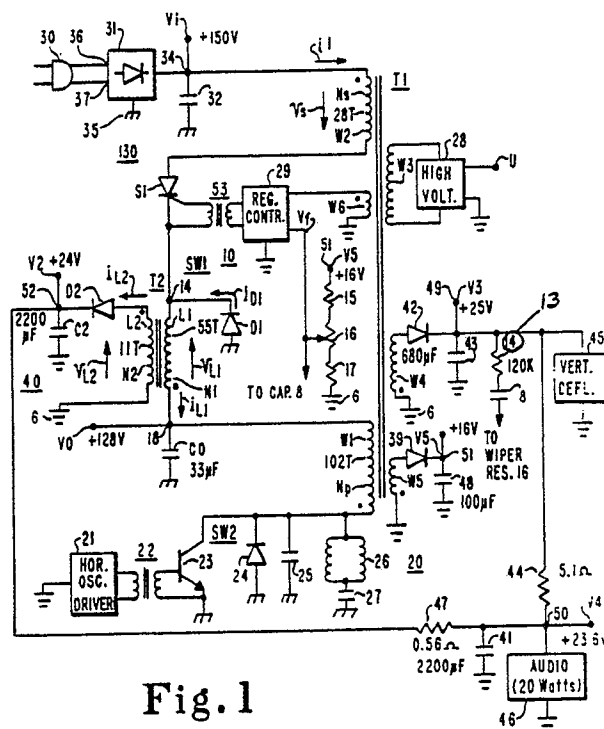 Vi
+150V
30
36
31
34
i1
37
32
35
T1
Ns
28T
W2
Vs
130
28
HIGH
VOLT.
U
W3
29
53
REG.
CONTR.
S1
W6
Vf
10
SW1
51
V5
+16V
V2
+24V
D2
iL2
T2
14
ID1
15
49
V3
+25V
13
52
42
2200
µF
C2
L2
11T
N2
VL2
L1
55T
N1
VL1
D1
16
680µF
43
14
120K
8
45
VERT.
CEFL.
40
17
W4
TO CAP. 8
6
6
6
iL1
TO
WIPER
RES. 16
V0
+128V
18
C0
33µF
W1
102T
Np
39
V5
+16V
51
W5
48
100µF
SW2
21
22
23
HOR.
OSC.
DRIVER
24
25
26
27
20
44
5.1Ω
47
50
V4
0.56Ω
2200µF
41
+23.6v
AUDIO
(20 Watts)
46
Fig. 1